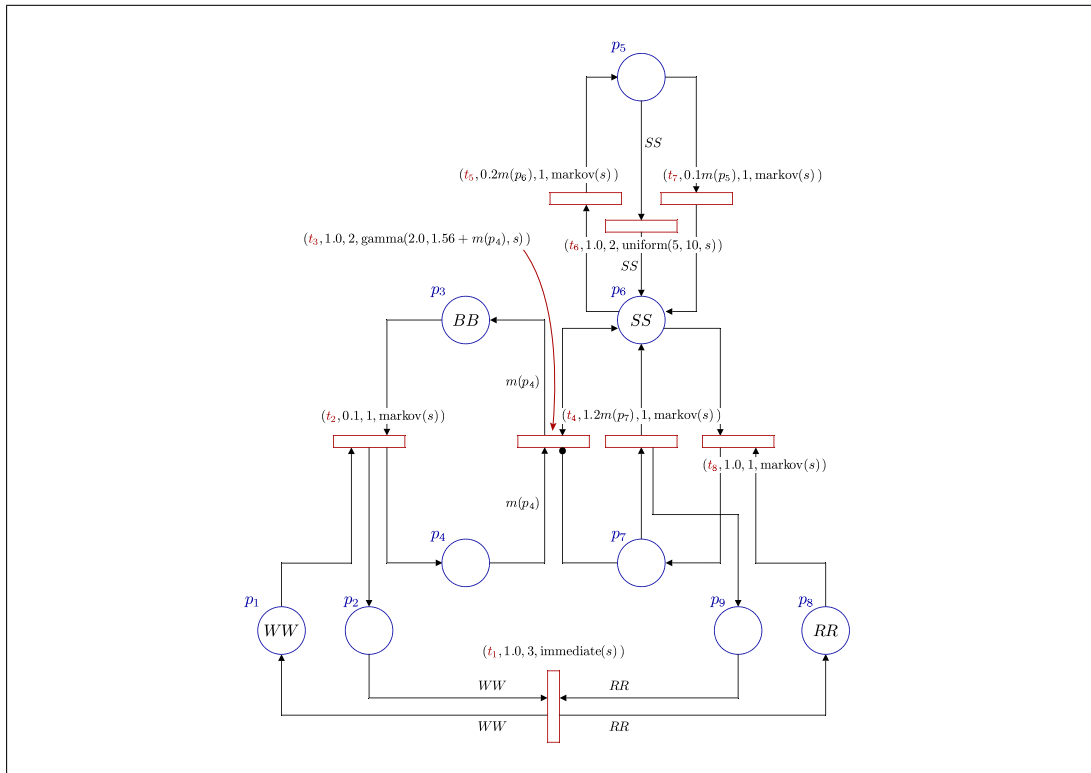 p5
SS
(t5, 0.2m(p6), 1, markov(s))
(t7, 0.1m(p5), 1, markov(s))
(t3, 1.0, 2, gamma(2.0, 1.56 + m(p4), s))
(t6, 1.0, 2, uniform(5, 10, s))
SS
p3
p6
BB
SS
m(p4)
(t2, 0.1, 1, markov(s))
(t4, 1.2m(p7), 1, markov(s))
(t8, 1.0, 1, markov(s))
m(p4)
p4
p7
p1
p2
p9
p8
WW
RR
(t1, 1.0, 3, immediate(s))
WW
RR
WW
RR